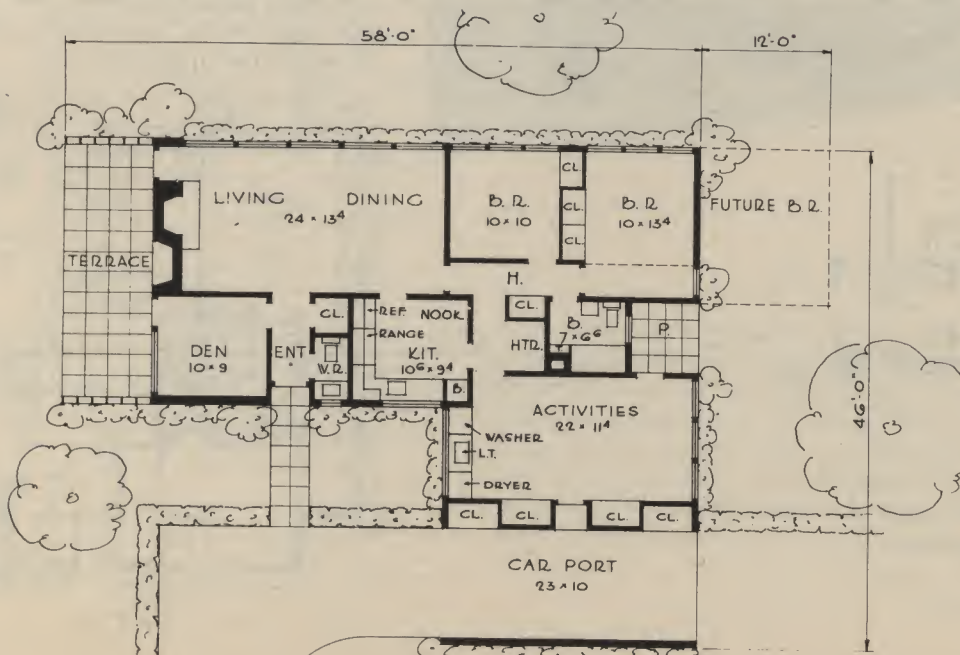 58'-0"
12'-0"
LIVING DINING
24 × 13⁴
B.R.
10 × 10
CL.
CL.
CL.
B.R.
10 × 13⁴
FUTURE B.R.
TERRACE
H.
DEN
10 × 9
ENT.
CL.
W.R.
REF.
NOOK
RANGE
KIT.
10⁶ × 9⁴
B.
CL.
HTR.
B.
7 × 6⁶
P.
46'-0"
ACTIVITIES
22 × 11⁴
WASHER
L.T.
DRYER
CL.
CL.
CL.
CL.
CAR PORT
23 × 10